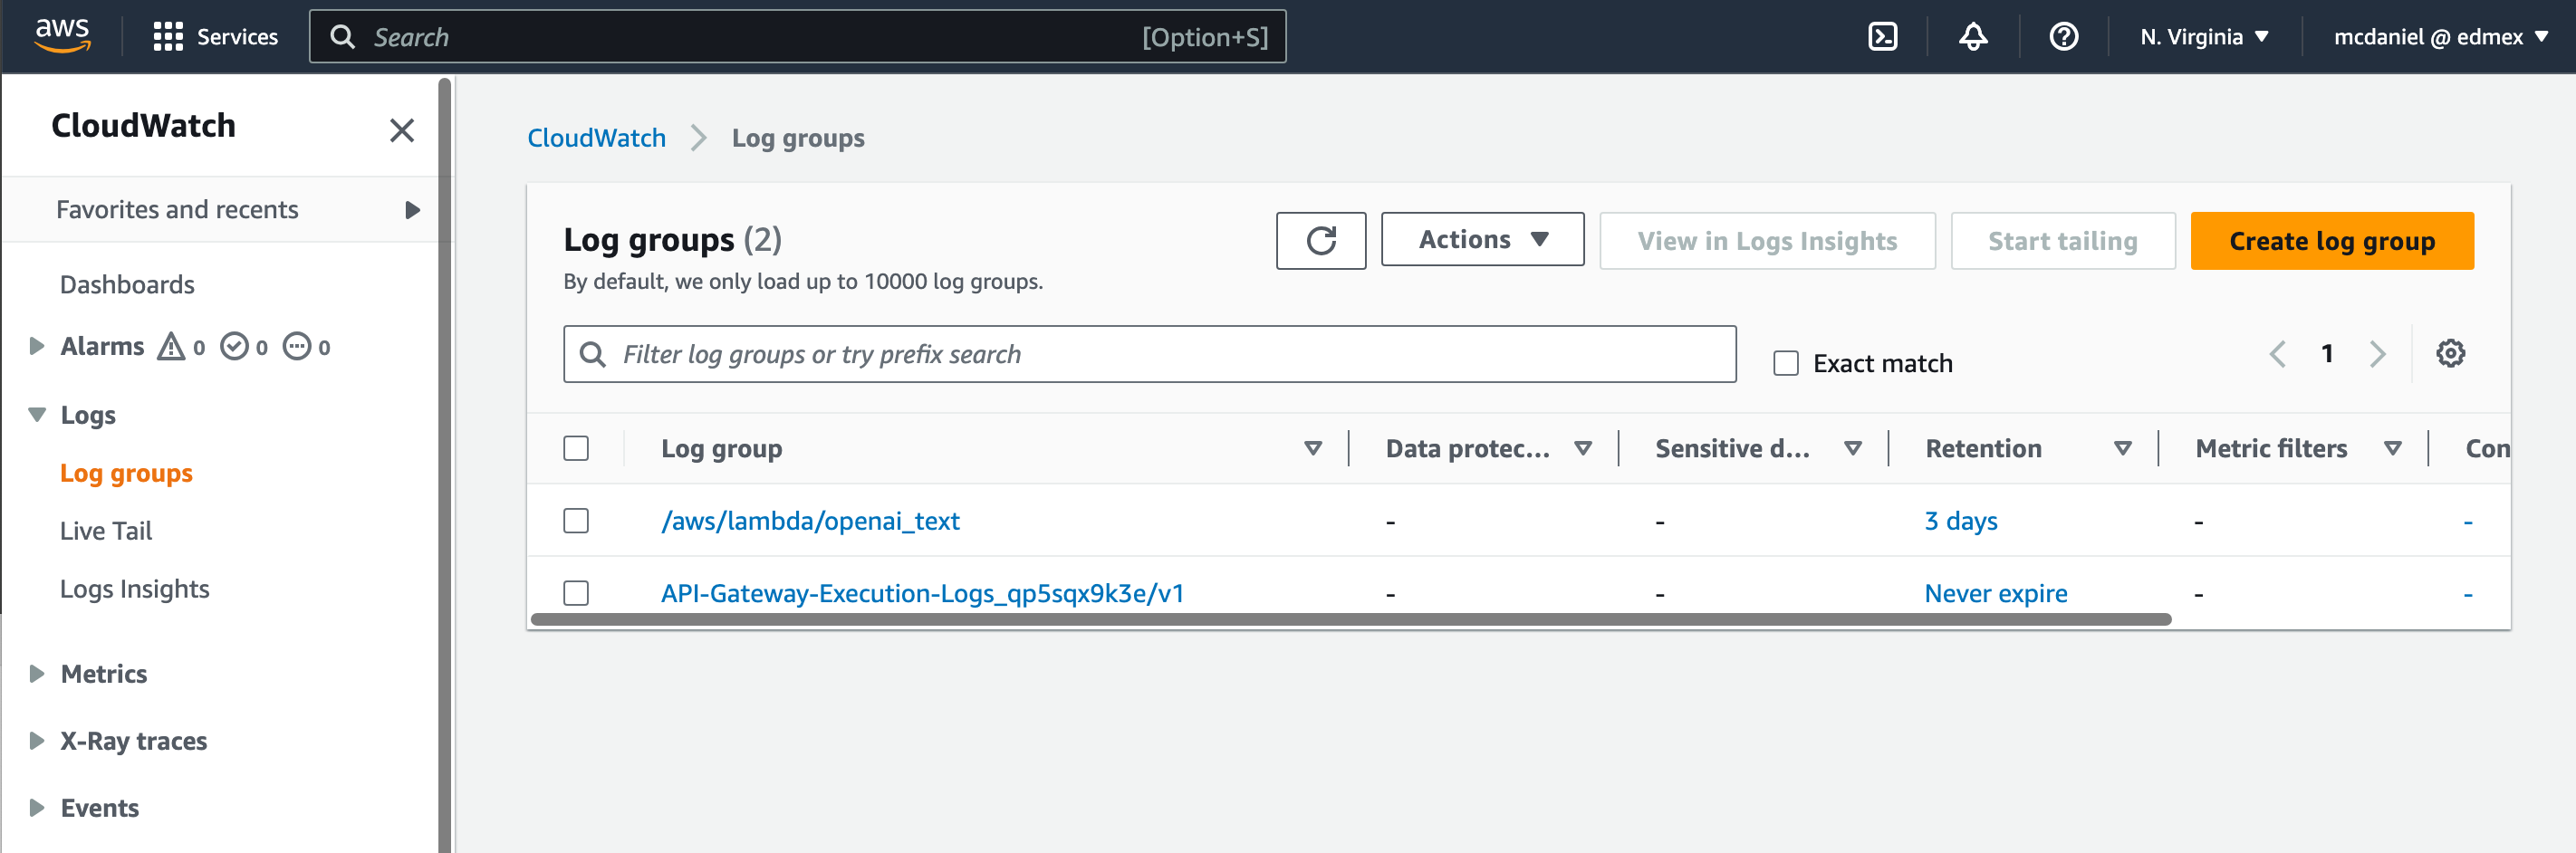 aws
Services
Search
[Option+S]
N. Virginia
mcdaniel @ edmex
CloudWatch
Favorites and recents
Dashboards
Alarms 0 0 0
Logs
Log groups
Live Tail
Logs Insights
Metrics
X-Ray traces
Events
CloudWatch > Log groups
Log groups (2)
By default, we only load up to 10000 log groups.
Actions
View in Logs Insights
Start tailing
Create log group
Filter log groups or try prefix search
Exact match
1
Log group Data protec... Sensitive d... Retention Metric filters Con
/aws/lambda/openai_text - - 3 days - -
API-Gateway-Execution-Logs_qp5sqx9k3e/v1 - - Never expire - -